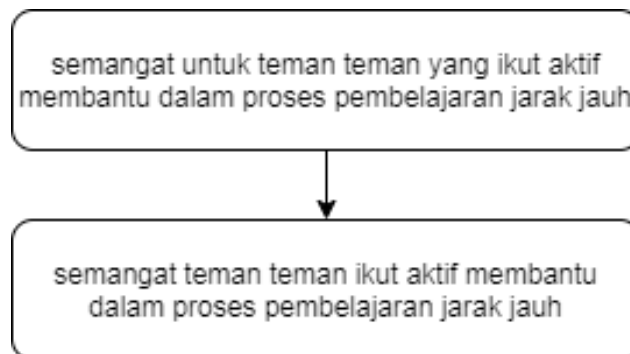 semangat untuk teman teman yang ikut aktif
membantu dalam proses pembelajaran jarak jauh
semangat teman teman ikut aktif membantu
dalam proses pembelajaran jarak jauh